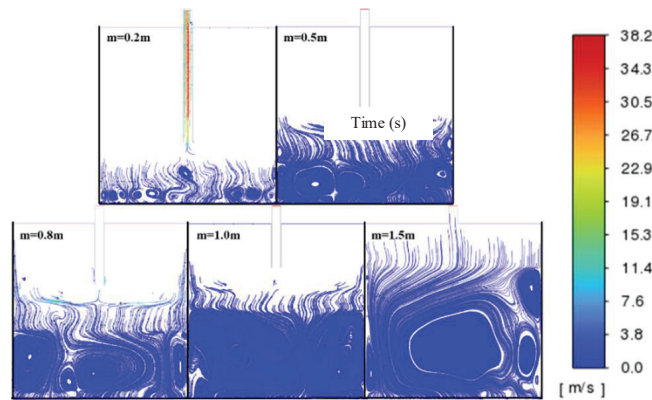 m=0.2m
m=0.5m
Time (s)
m=0.8m
m=1.0m
m=1.5m
38.2
34.3
30.5
26.7
22.9
19.1
15.3
11.4
7.6
3.8
0.0
[ m/s ]